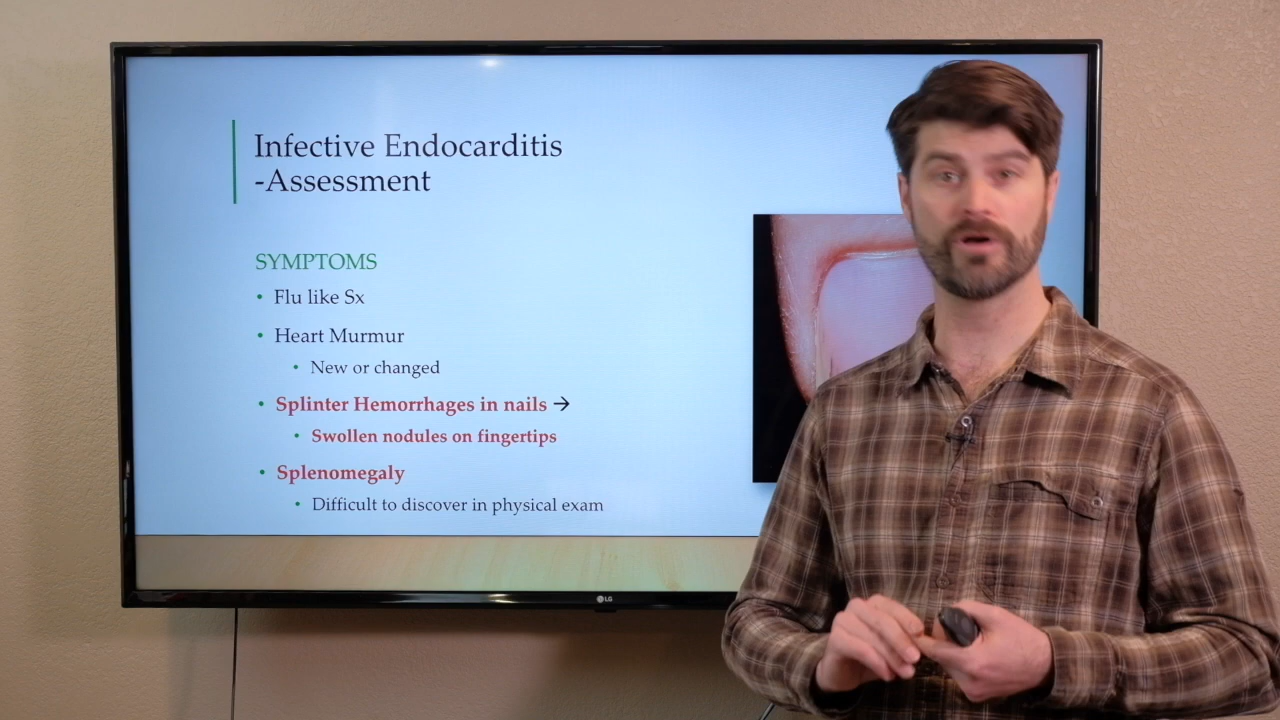 Infective Endocarditis
-Assessment
SYMPTOMS
• Flu like Sx
• Heart Murmur
• New or changed
• Splinter Hemorrhages in nails →
• Swollen nodules on fingertips
• Splenomegaly
• Difficult to discover in physical exam
LG